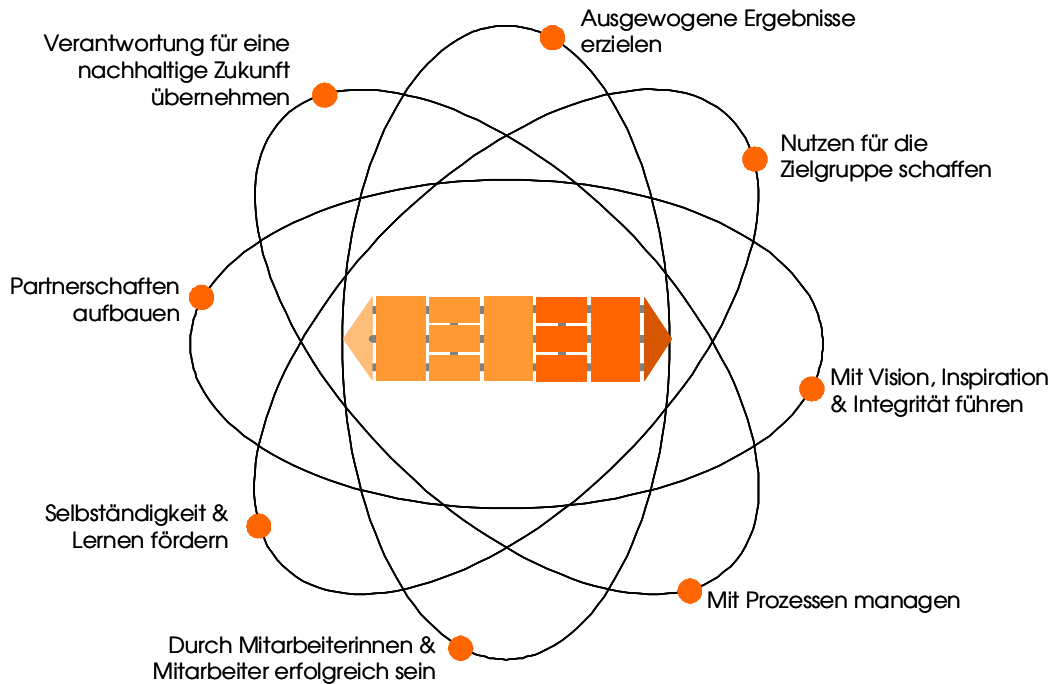 Ausgewogene Ergebnisse
erzielen
Verantwortung für eine
nachhaltige Zukunft
übernehmen
Nutzen für die
Zielgruppe schaffen
Partnerschaften
aufbauen
Mit Vision, Inspiration
& Integrität führen
Selbständigkeit &
Lernen fördern
Mit Prozessen managen
Durch Mitarbeiterinnen &
Mitarbeiter erfolgreich sein